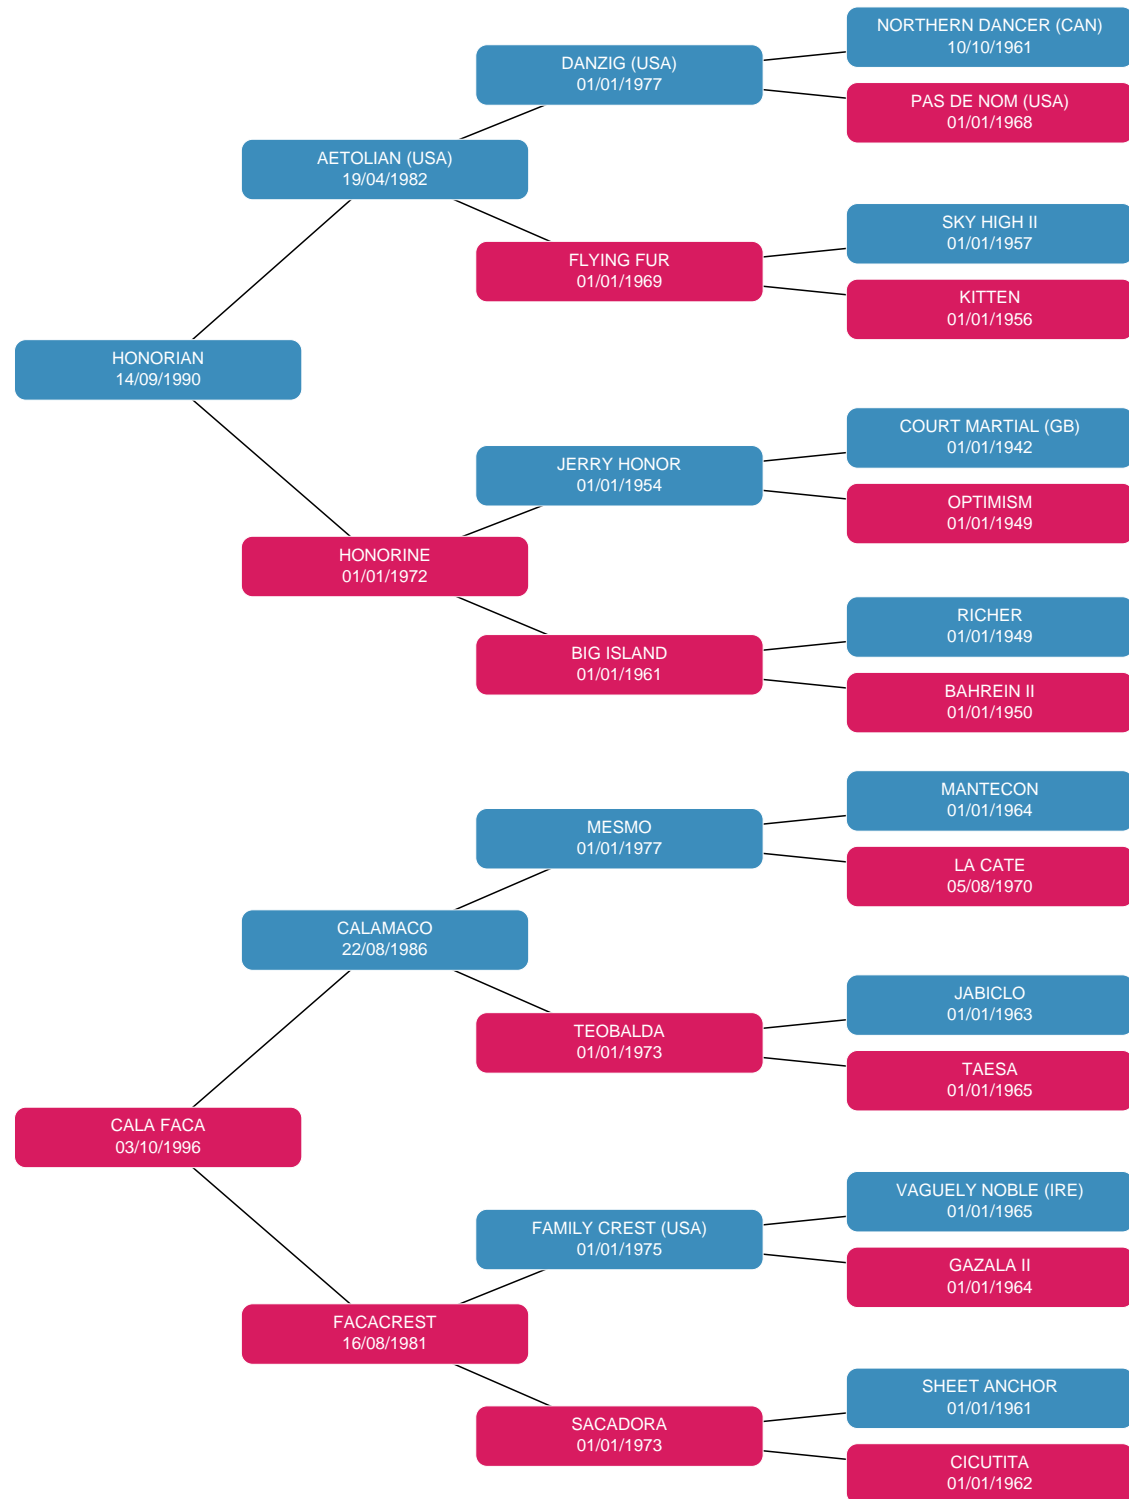 NORTHERN DANCER (CAN)
10/10/1961
DANZIG (USA)
01/01/1977
PAS DE NOM (USA)
01/01/1968
AETOLIAN (USA)
19/04/1982
SKY HIGH II
01/01/1957
FLYING FUR
01/01/1969
KITTEN
01/01/1956
HONORIAN
14/09/1990
COURT MARTIAL (GB)
01/01/1942
JERRY HONOR
01/01/1954
OPTIMISM
01/01/1949
HONORINE
01/01/1972
RICHER
01/01/1949
BIG ISLAND
01/01/1961
BAHREIN II
01/01/1950
MANTECON
01/01/1964
MESMO
01/01/1977
LA CATE
05/08/1970
CALAMACO
22/08/1986
JABICLO
01/01/1963
TEOBALDA
01/01/1973
TAESA
01/01/1965
CALA FACA
03/10/1996
VAGUELY NOBLE (IRE)
01/01/1965
FAMILY CREST (USA)
01/01/1975
GAZALA II
01/01/1964
FACACREST
16/08/1981
SHEET ANCHOR
01/01/1961
SACADORA
01/01/1973
CICUTITA
01/01/1962